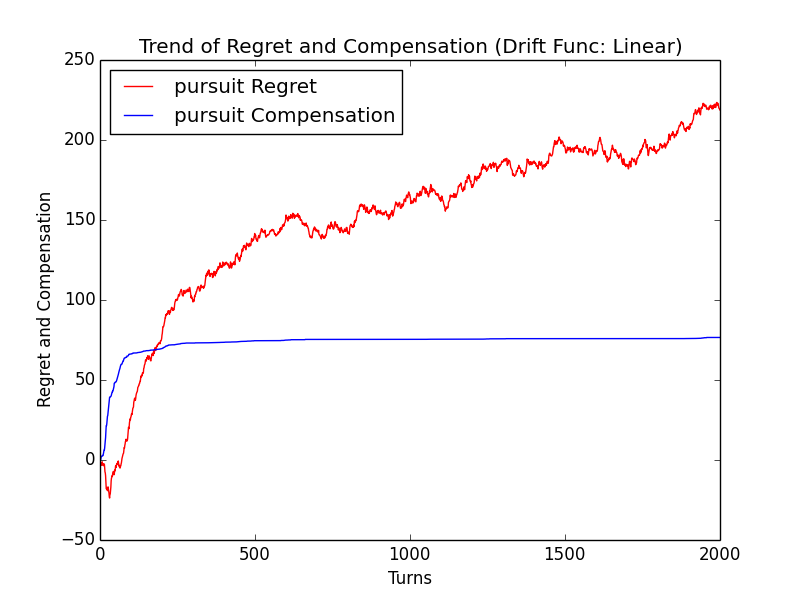 Trend of Regret and Compensation (Drift Func: Linear)
250
200
150
100
50
0
−50
pursuit Regret
pursuit Compensation
Regret and Compensation
0
500
1000
1500
2000
Turns